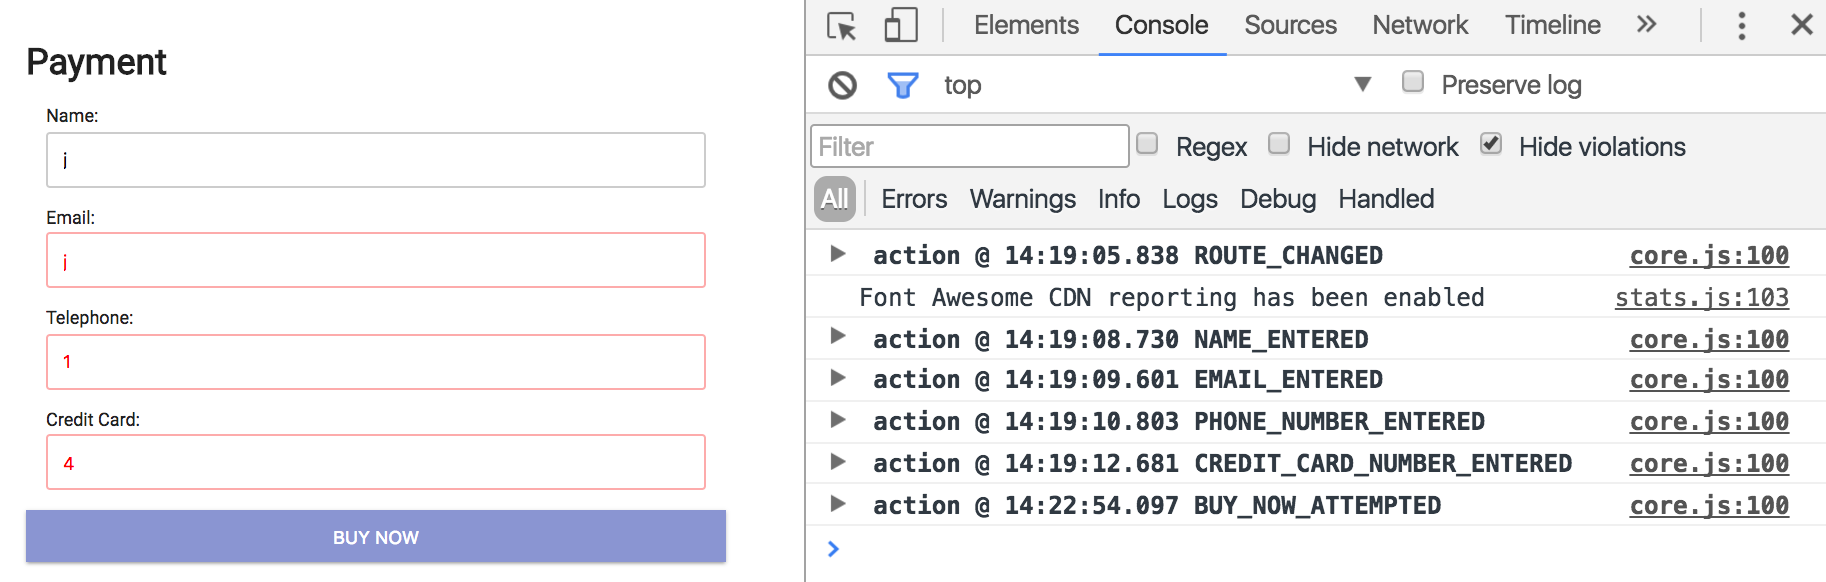 Payment
Name:
j
Email:
j
Telephone:
1
Credit Card:
4
BUY NOW
Elements Console Sources Network Timeline »
top ▼ Preserve log
Filter Regex Hide network Hide violations
All Errors Warnings Info Logs Debug Handled
action @ 14:19:05.838 ROUTE_CHANGED core.js:100
Font Awesome CDN reporting has been enabled stats.js:103
action @ 14:19:08.730 NAME_ENTERED core.js:100
action @ 14:19:09.601 EMAIL_ENTERED core.js:100
action @ 14:19:10.803 PHONE_NUMBER_ENTERED core.js:100
action @ 14:19:12.681 CREDIT_CARD_NUMBER_ENTERED core.js:100
action @ 14:22:54.097 BUY_NOW_ATTEMPTED core.js:100